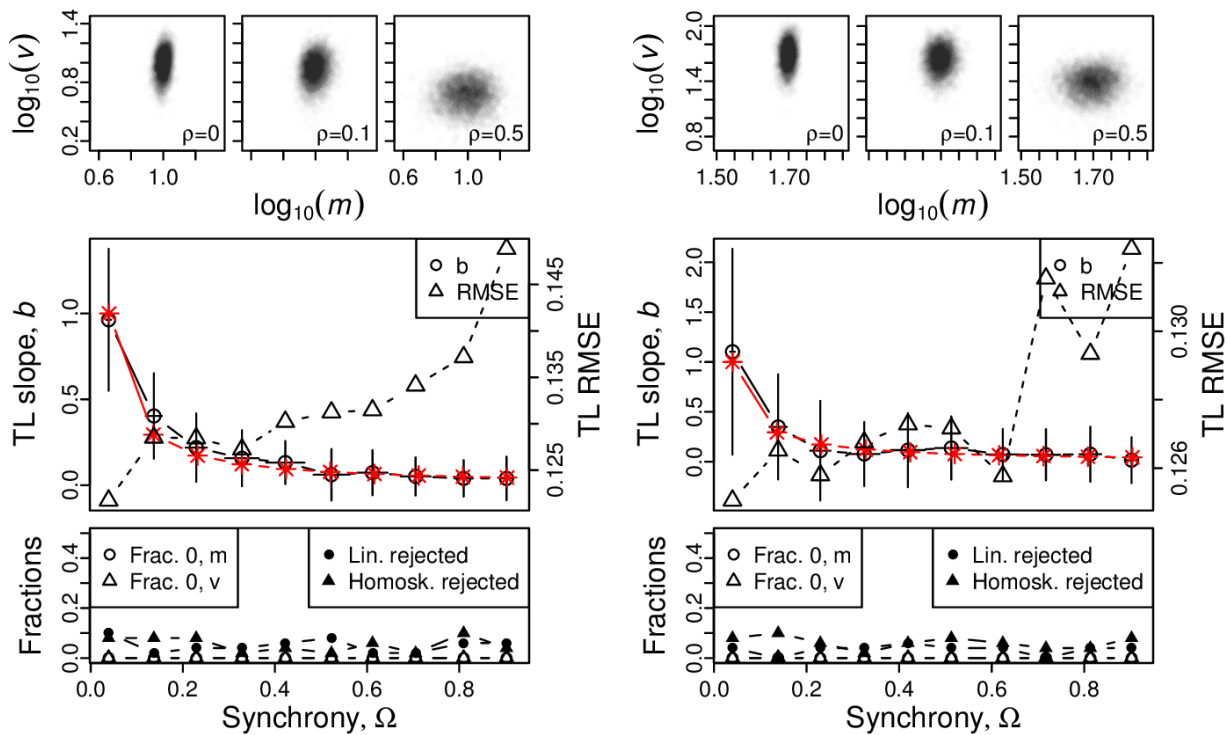 log10(v)
0.2 0.8 1.4
ρ=0
ρ=0.1
ρ=0.5
0.6 1.0
0.6 1.0
log10(m)
log10(v)
0.8 1.4 2.0
ρ=0
ρ=0.1
ρ=0.5
1.50 1.70
1.50 1.70
log10(m)
TL slope, b
0.0 0.5 1.0
b
RMSE
0.125 0.135 0.145
TL RMSE
TL slope, b
0.0 0.5 1.0 1.5 2.0
b
RMSE
0.126 0.130
TL RMSE
Fractions
0.0 0.2 0.4
Frac. 0, m
Frac. 0, v
Lin. rejected
Homosk. rejected
0.0 0.2 0.4 0.6 0.8
Synchrony, Ω
Fractions
0.0 0.2 0.4
Frac. 0, m
Frac. 0, v
Lin. rejected
Homosk. rejected
0.0 0.2 0.4 0.6 0.8
Synchrony, Ω